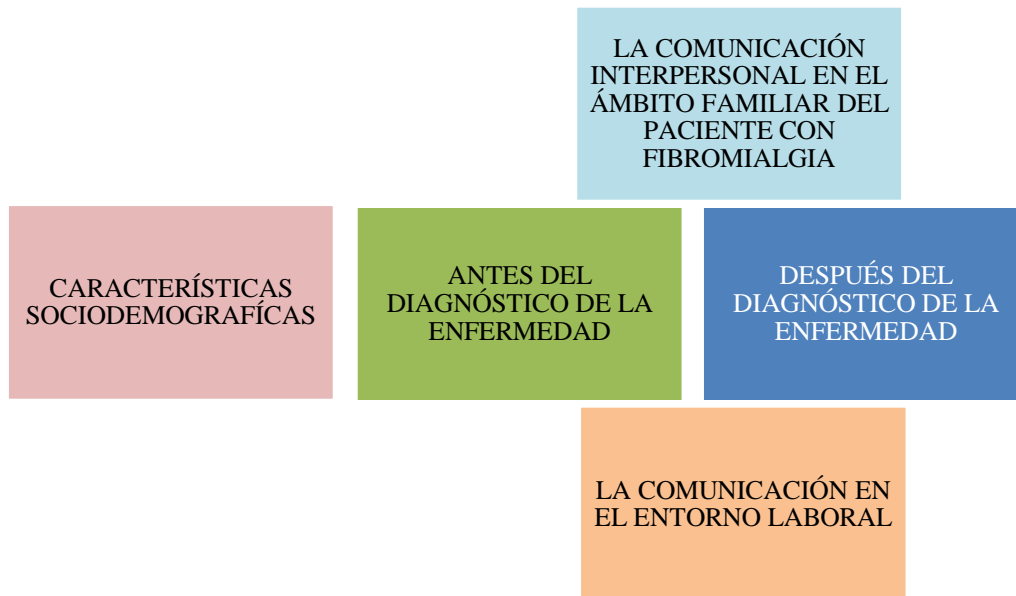 LA COMUNICACIÓN
INTERPERSONAL EN EL
ÁMBITO FAMILIAR DEL
PACIENTE CON
FIBROMIALGIA
CARACTERÍSTICAS
SOCIODEMOGRAFÍCAS
ANTES DEL
DIAGNÓSTICO DE LA
ENFERMEDAD
DESPUÉS DEL
DIAGNÓSTICO DE LA
ENFERMEDAD
LA COMUNICACIÓN EN
EL ENTORNO LABORAL